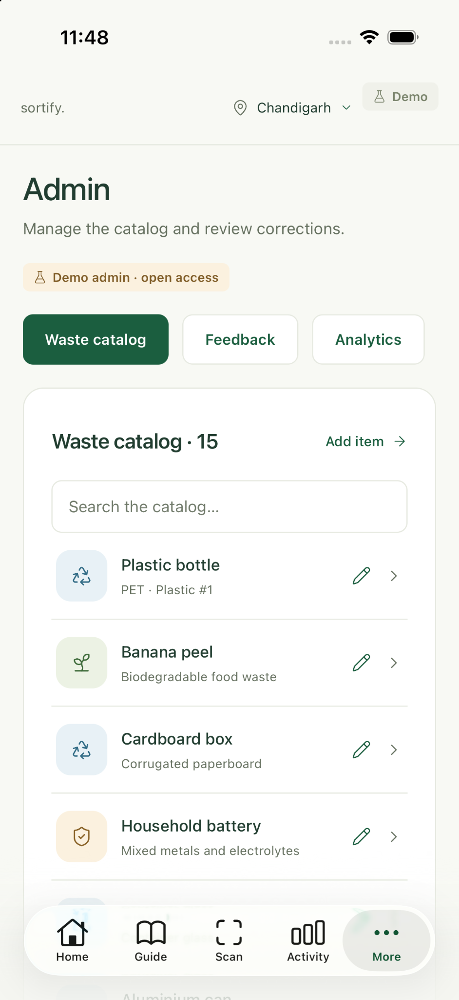 11:48
sortify.
Chandigarh
Demo
Admin
Manage the catalog and review corrections.
Demo admin · open access
Waste catalog
Feedback
Analytics
Waste catalog · 15
Add item
Search the catalog...
Plastic bottle
PET · Plastic #1
Banana peel
Biodegradable food waste
Cardboard box
Corrugated paperboard
Household battery
Mixed metals and electrolytes
Home
Guide
Scan
Activity
More
Aluminium can